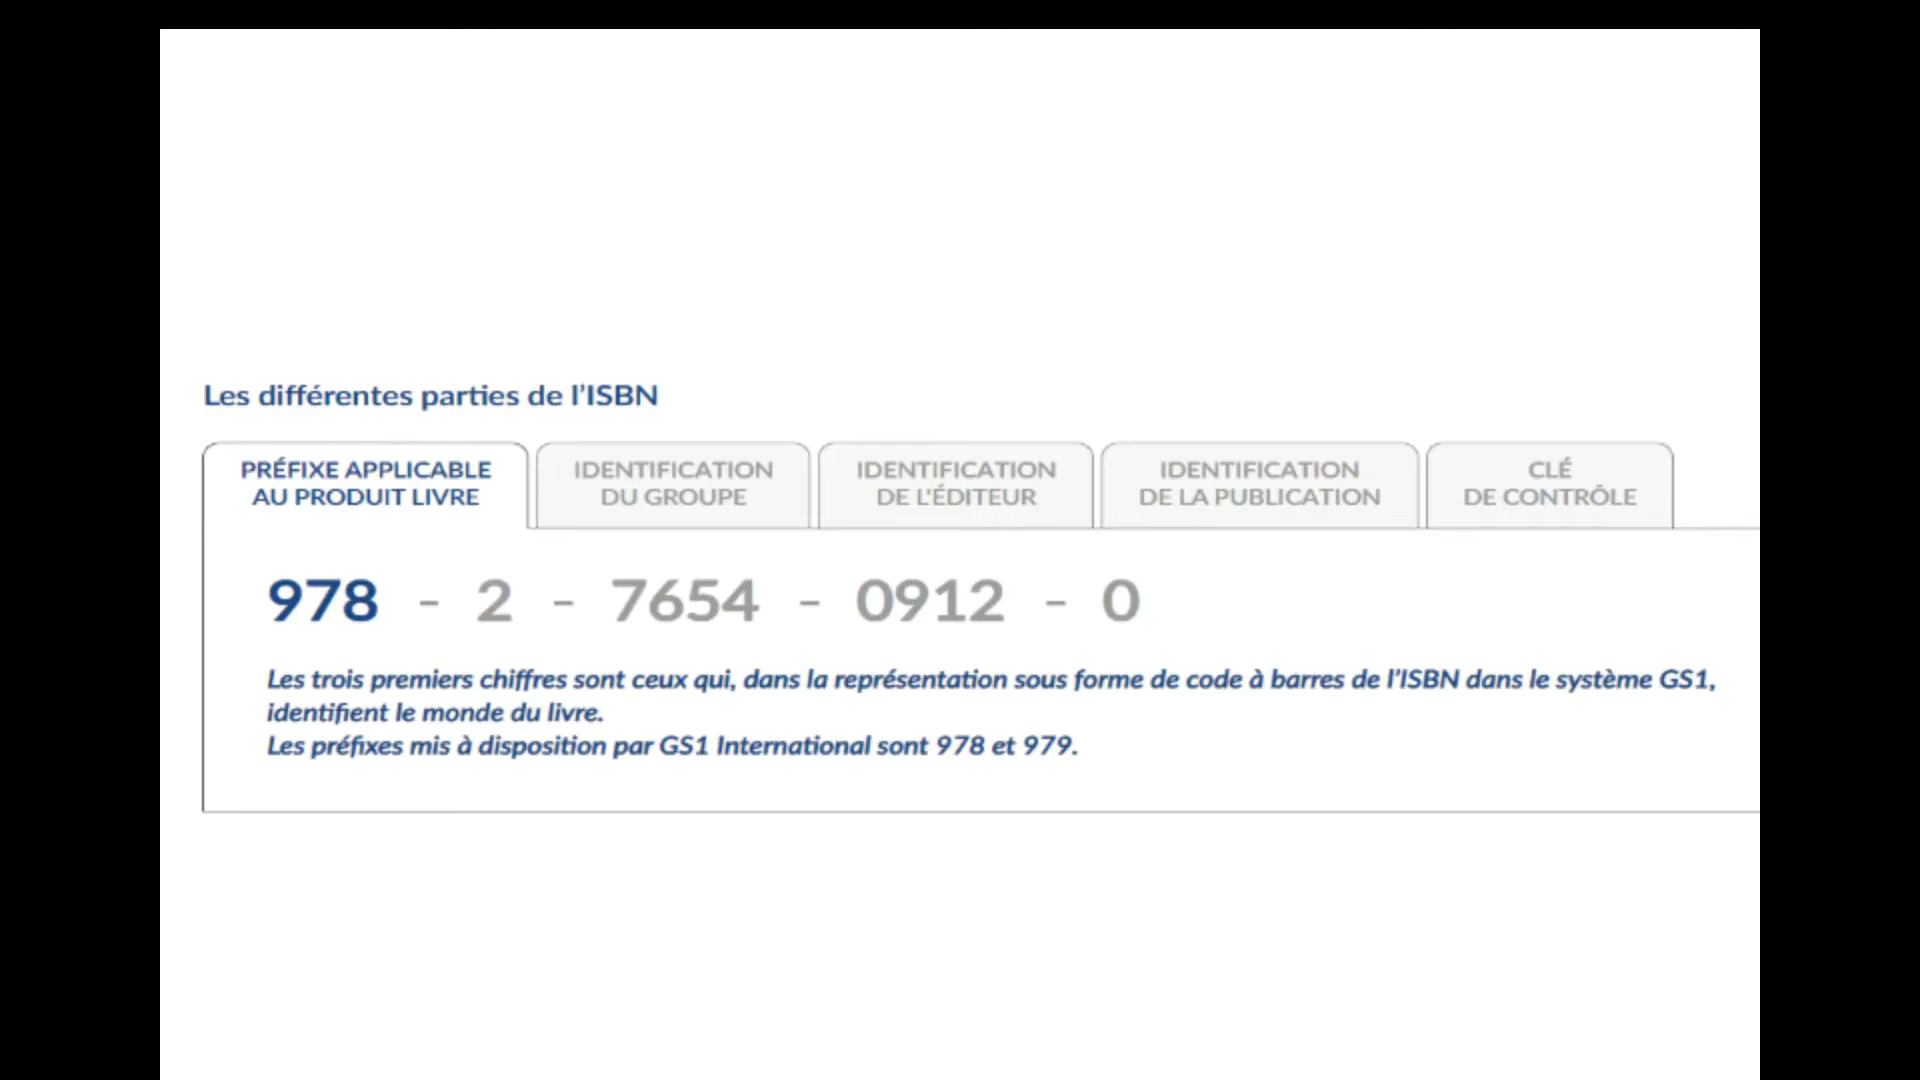 Les différentes parties de l’ISBN
PRÉFIXE APPLICABLE
AU PRODUIT LIVRE
IDENTIFICATION
DU GROUPE
IDENTIFICATION
DE L'ÉDITEUR
IDENTIFICATION
DE LA PUBLICATION
CLÉ
DE CONTRÔLE
978 - 2 - 7654 - 0912 - 0
Les trois premiers chiffres sont ceux qui, dans la représentation sous forme de code à barres de l’ISBN dans le système GS1,
identifient le monde du livre.
Les préfixes mis à disposition par GS1 International sont 978 et 979.